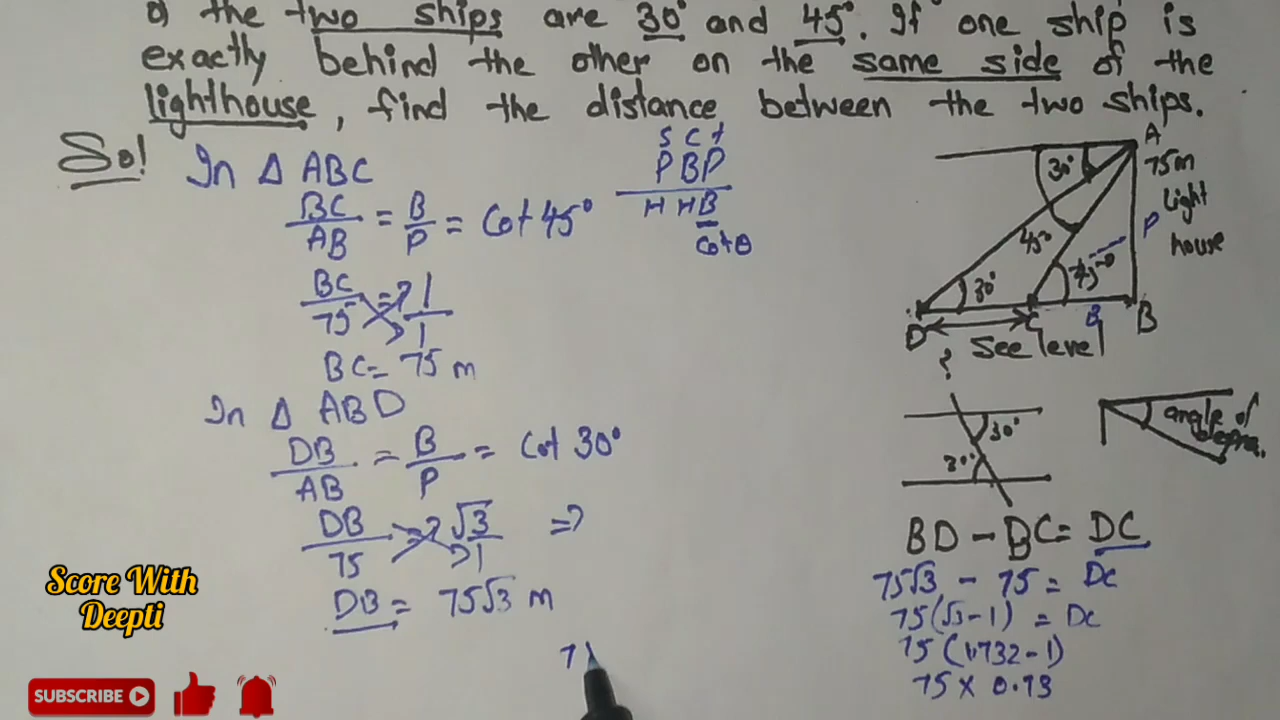 of the two ships are 30° and 45°. If one ship is
exactly behind the other on the same side of the
lighthouse, find the distance between the two ships.
So!
In Δ ABC
BC/AB = B/P = Cot 45°
BC/75 = 1/1
BC = 75 m
In Δ ABD
DB/AB = B/P = Cot 30°
DB/75 = √3/1 ⇒
DB = 75√3 m
S C t
P B P
H H B
Cotθ
A
30°
75m
light
house
P
45°
30°
45°
D
C
B
B
See level
?
30°
30°
angle of
BD - BC = DC
75√3 - 75 = DC
75(√3-1) = DC
75 (1.732-1)
75 × 0.73
7
Score With
Deepti
SUBSCRIBE